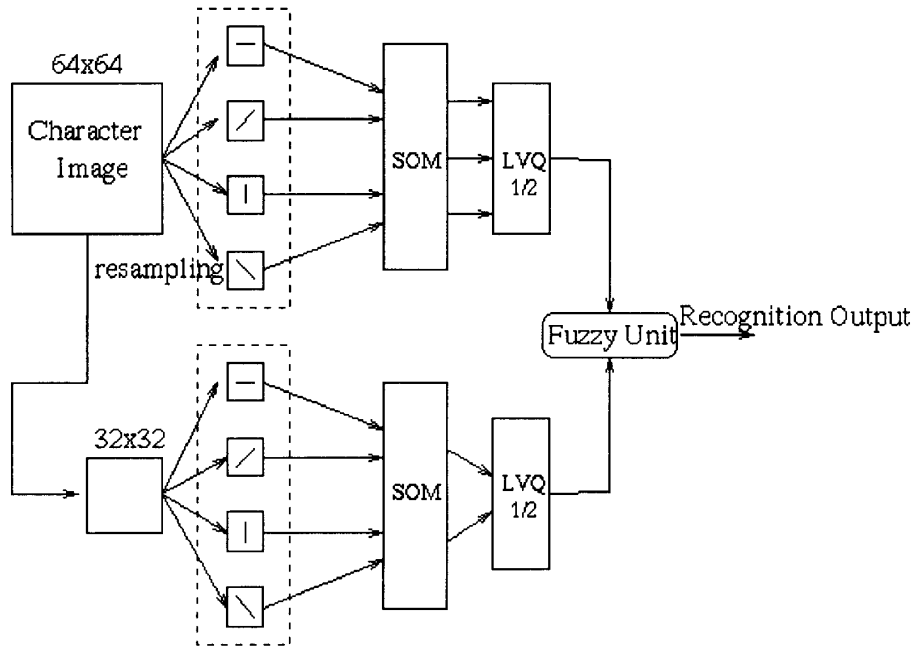 64x64
Character
Image
resampling
SOM
LVQ
1/2
Fuzzy Unit
Recognition Output
32x32
SOM
LVQ
1/2